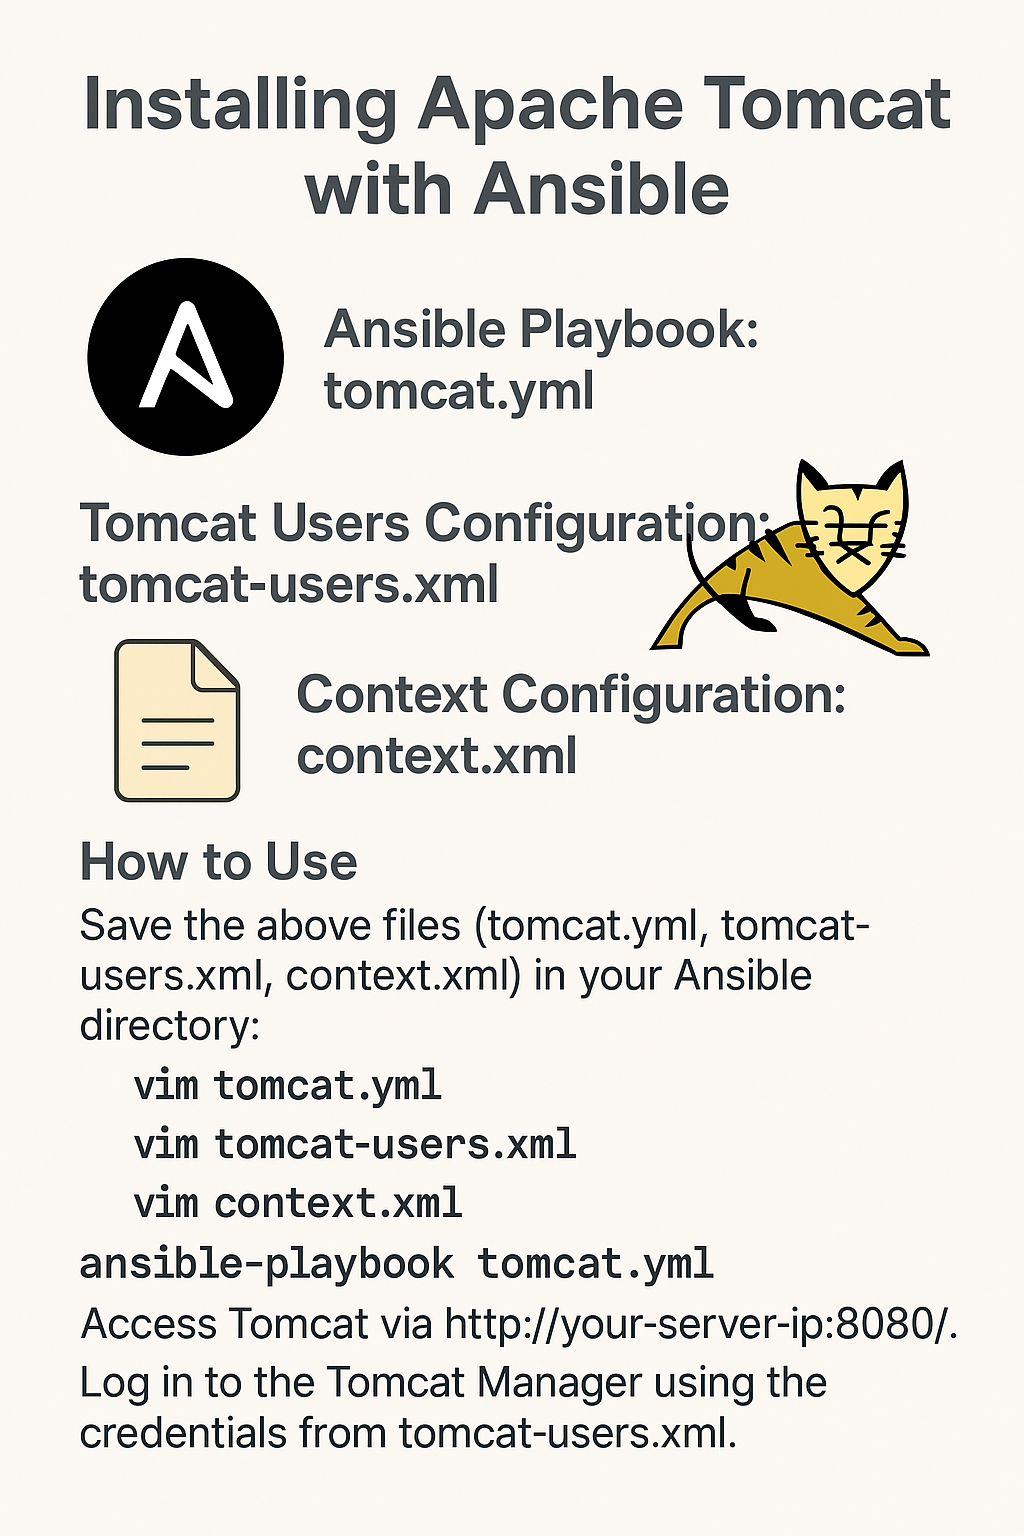 Installing Apache Tomcat
with Ansible
Ansible Playbook:
tomcat.yml
Tomcat Users Configuration:
tomcat-users.xml
Context Configuration:
context.xml
How to Use
Save the above files (tomcat.yml, tomcat-
users.xml, context.xml) in your Ansible
directory:
vim tomcat.yml
vim tomcat-users.xml
vim context.xml
ansible-playbook tomcat.yml
Access Tomcat via http://your-server-ip:8080/.
Log in to the Tomcat Manager using the
credentials from tomcat-users.xml.